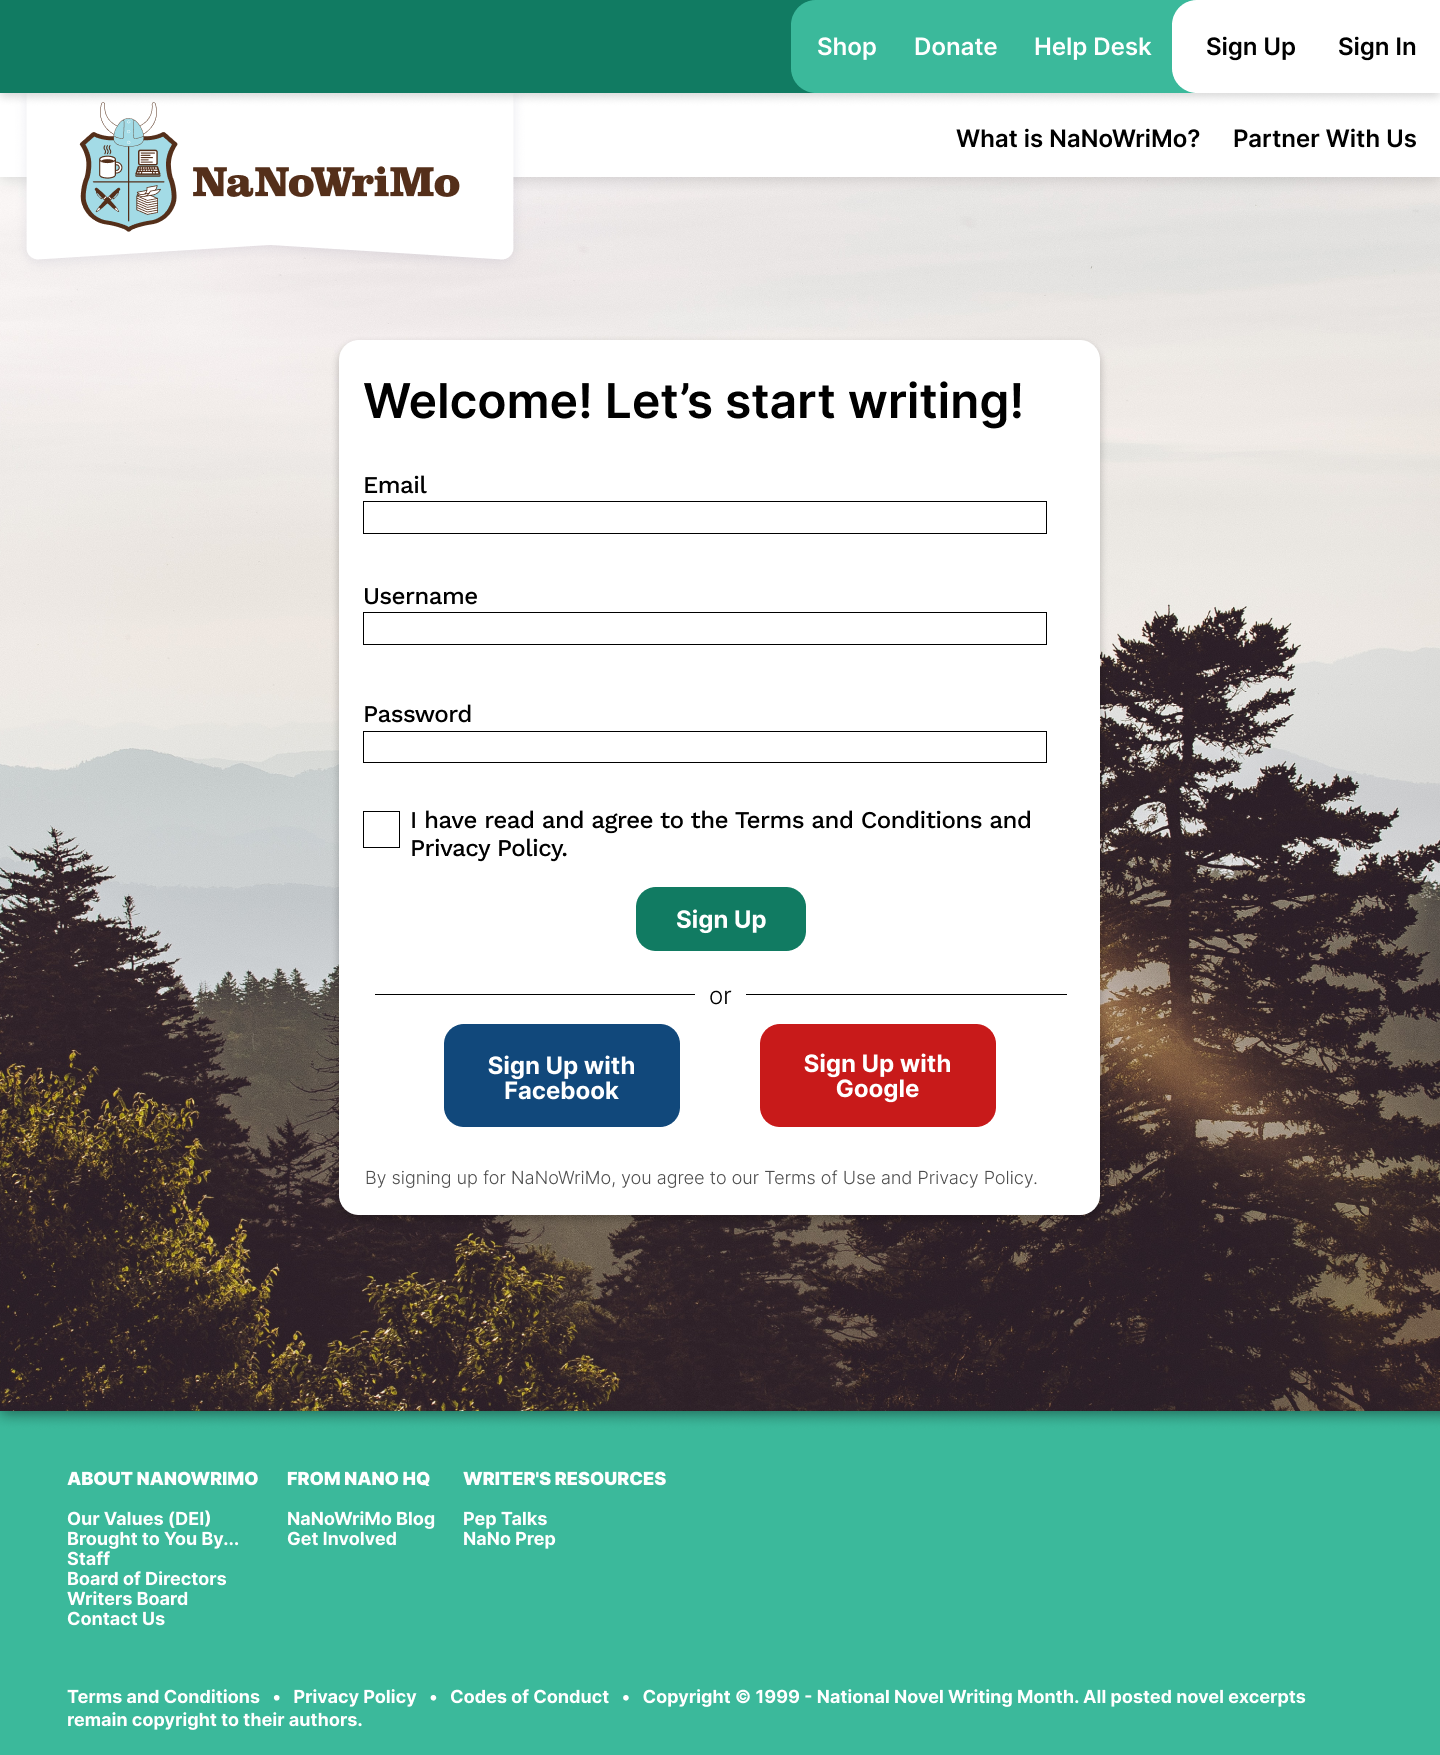 Shop Donate Help Desk Sign Up Sign In
What is NaNoWriMo? Partner With Us
NaNoWriMo
Welcome! Let’s start writing!
Email
Username
Password
I have read and agree to the Terms and Conditions and
Privacy Policy.
Sign Up
or
Sign Up with
Facebook
Sign Up with
Google
By signing up for NaNoWriMo, you agree to our Terms of Use and Privacy Policy.
ABOUT NANOWRIMO
Our Values (DEI)
Brought to You By...
Staff
Board of Directors
Writers Board
Contact Us
FROM NANO HQ
NaNoWriMo Blog
Get Involved
WRITER'S RESOURCES
Pep Talks
NaNo Prep
Terms and Conditions • Privacy Policy • Codes of Conduct • Copyright © 1999 - National Novel Writing Month. All posted novel excerpts
remain copyright to their authors.